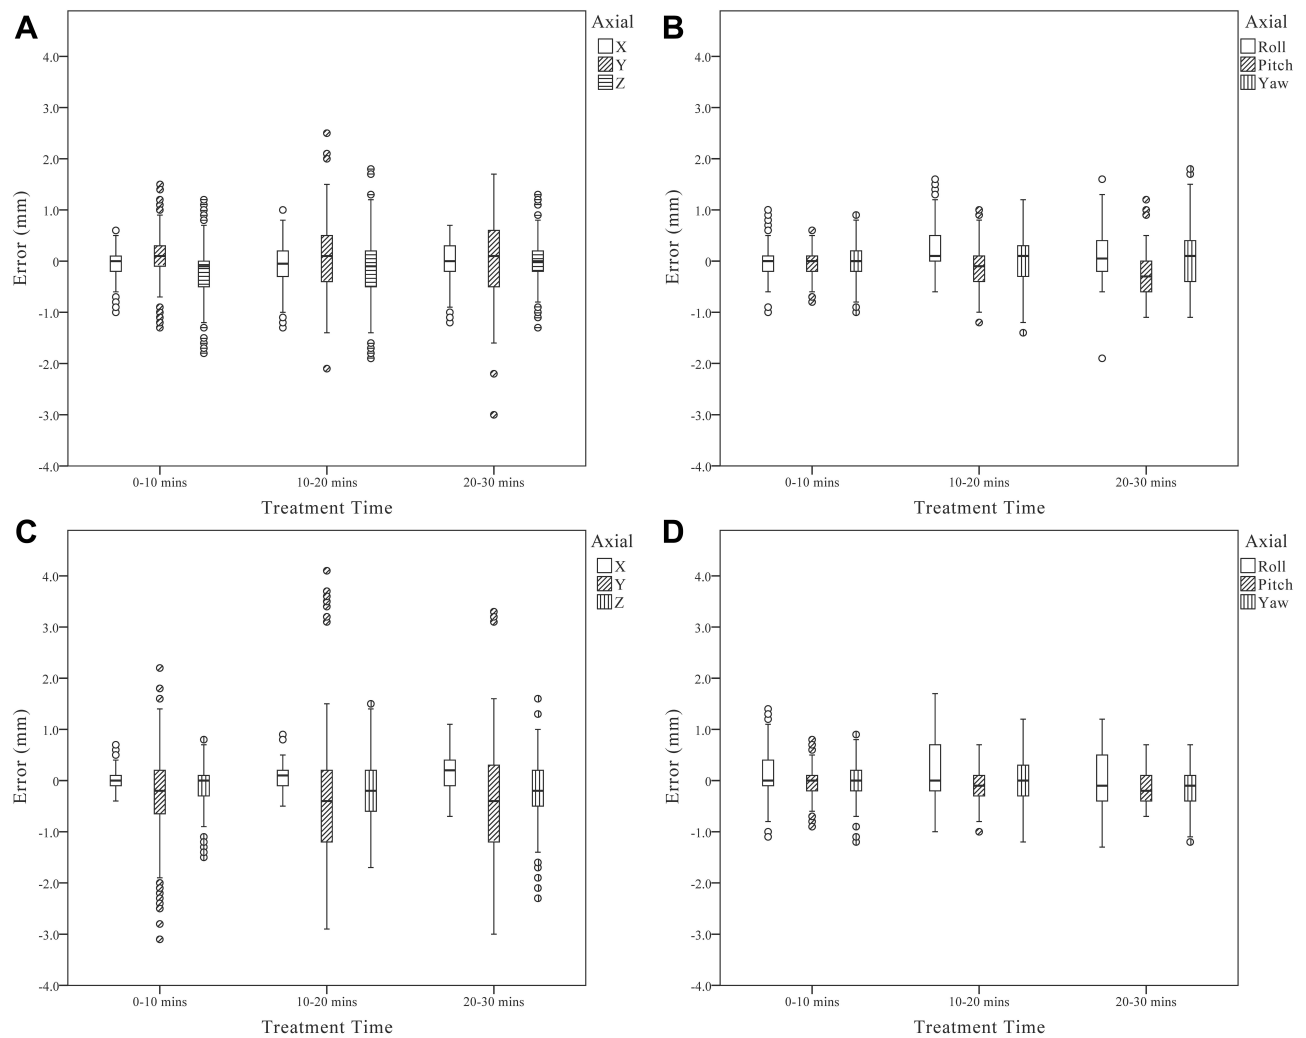 A
Axial
X
Y
Z
Error (mm)
4.0
3.0
2.0
1.0
0
-1.0
-2.0
-3.0
-4.0
0-10 mins
10-20 mins
20-30 mins
Treatment Time
B
Axial
Roll
Pitch
Yaw
Error (mm)
4.0
3.0
2.0
1.0
0
-1.0
-2.0
-3.0
-4.0
0-10 mins
10-20 mins
20-30 mins
Treatment Time
C
Axial
X
Y
Z
Error (mm)
4.0
3.0
2.0
1.0
0
-1.0
-2.0
-3.0
-4.0
0-10 mins
10-20 mins
20-30 mins
Treatment Time
D
Axial
Roll
Pitch
Yaw
Error (mm)
4.0
3.0
2.0
1.0
0
-1.0
-2.0
-3.0
-4.0
0-10 mins
10-20 mins
20-30 mins
Treatment Time